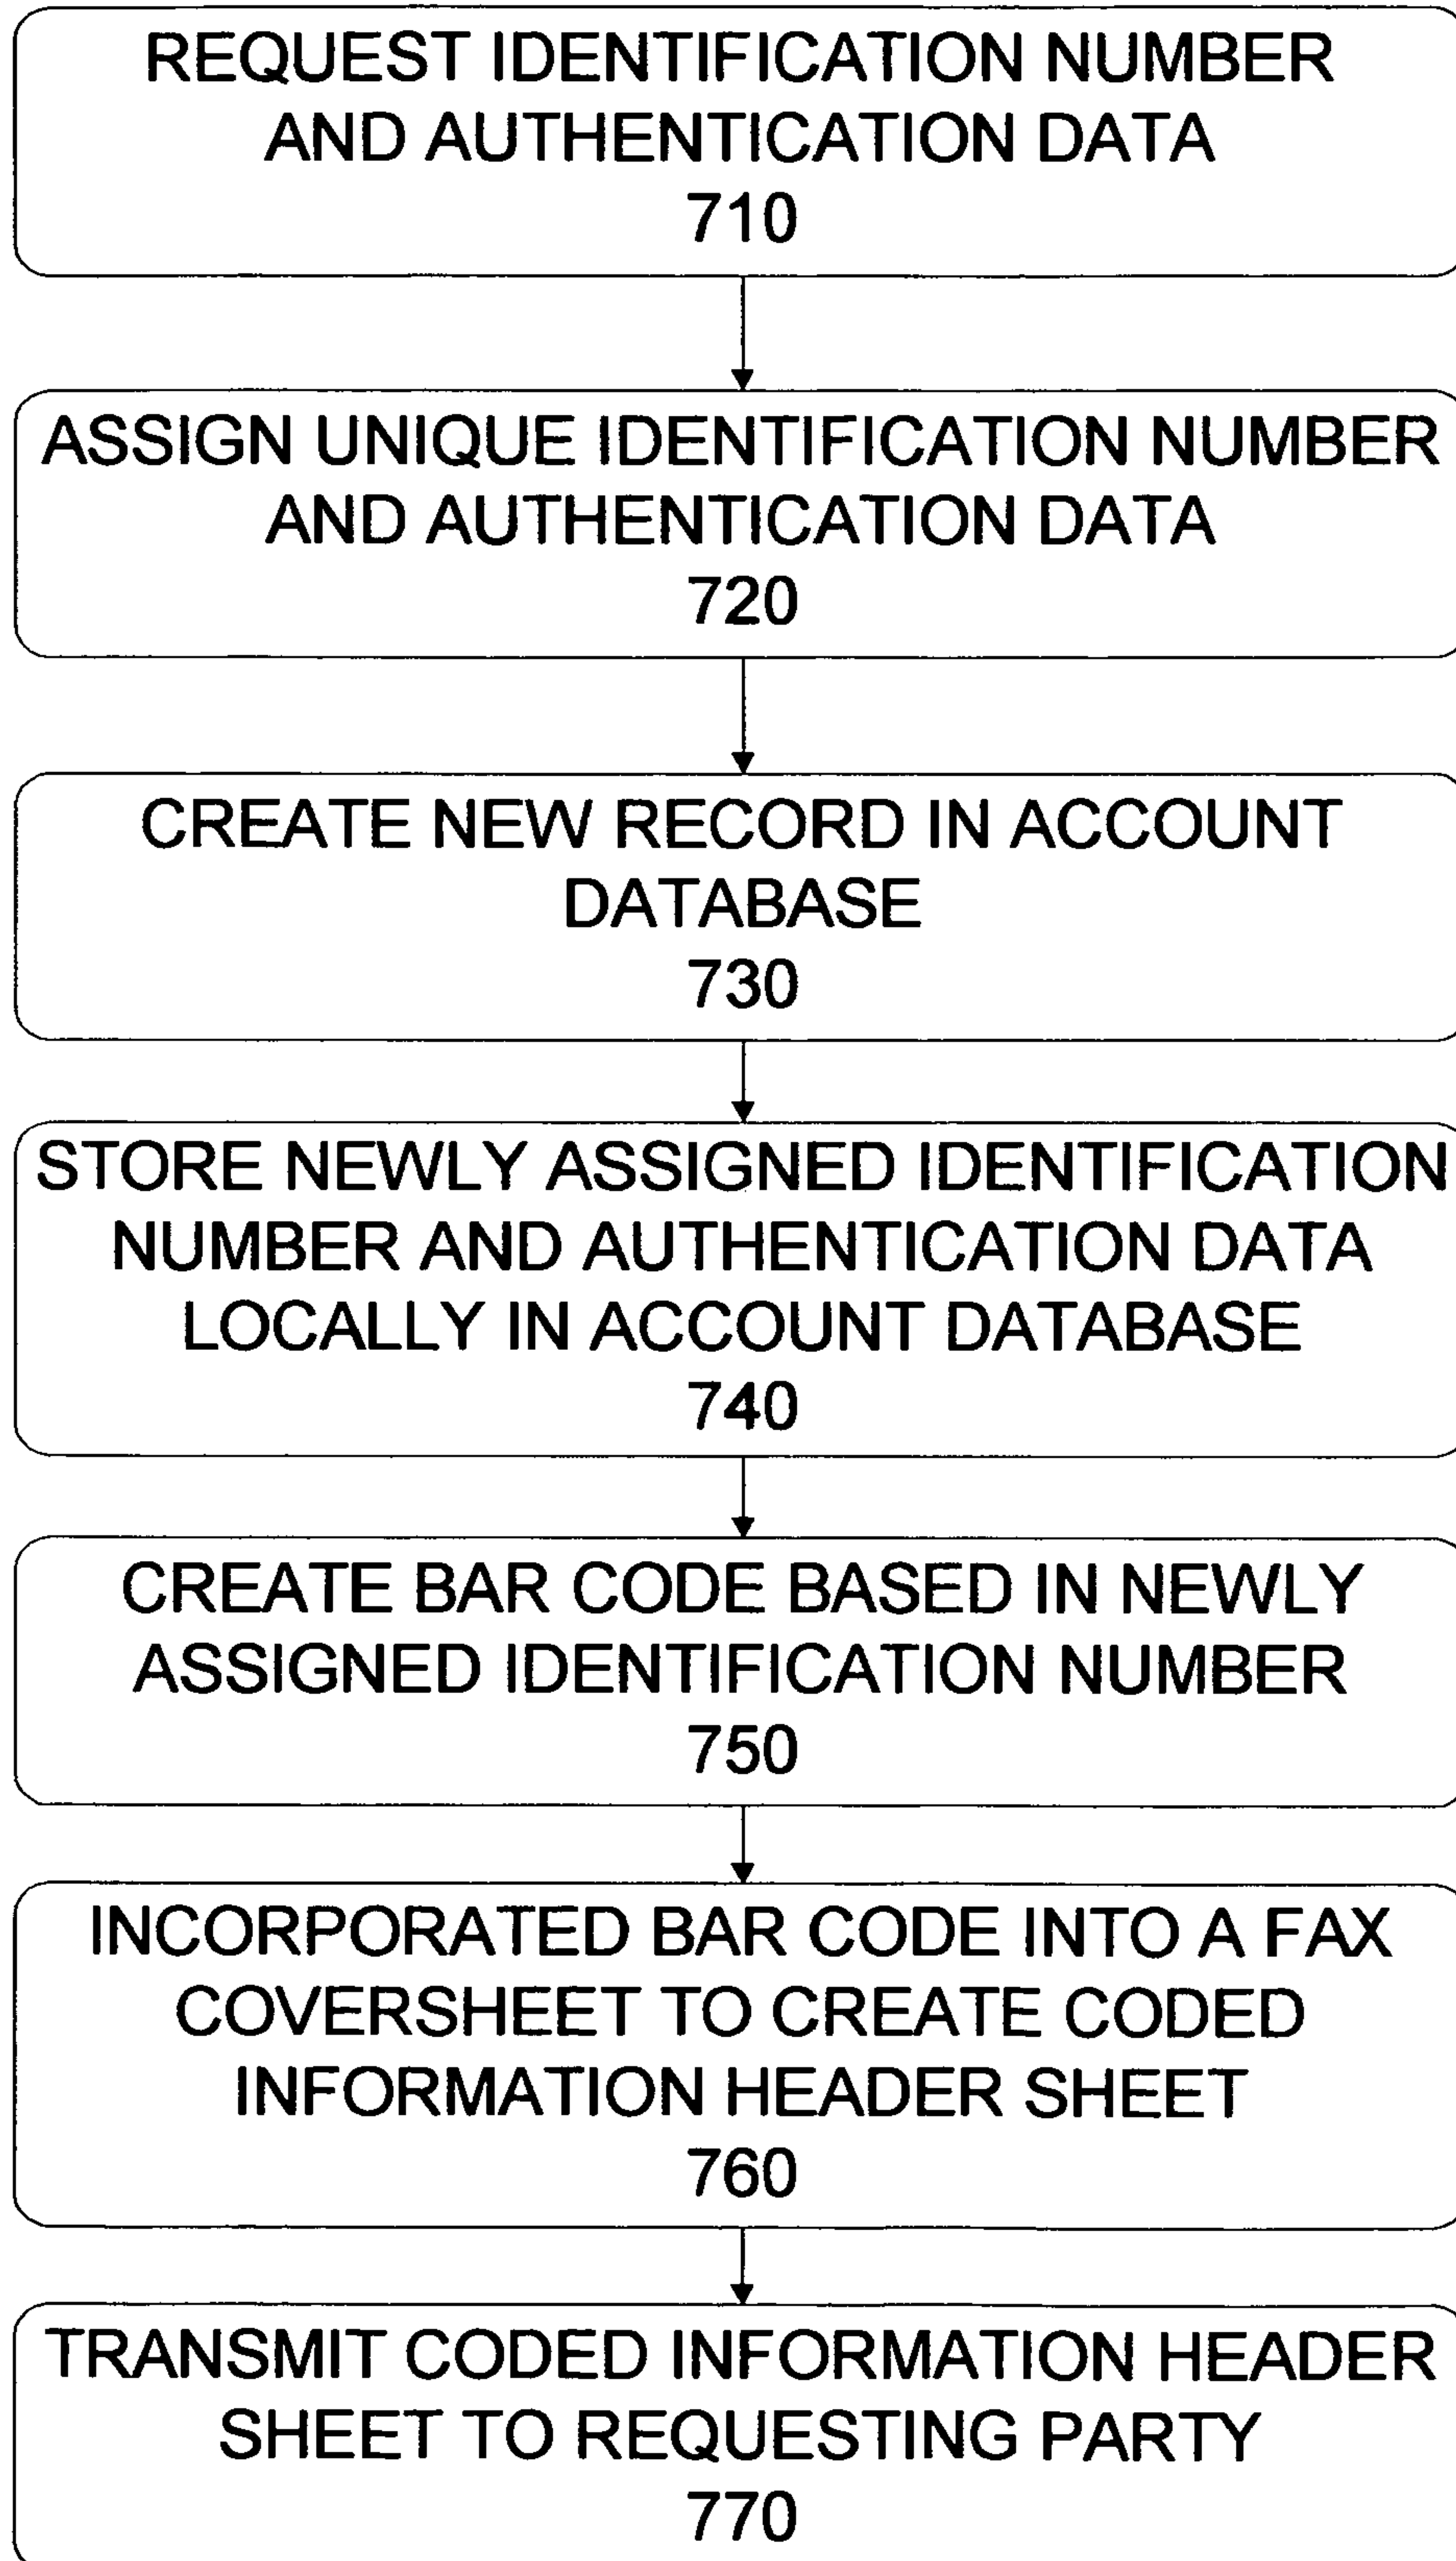 REQUEST IDENTIFICATION NUMBER
AND AUTHENTICATION DATA
710
ASSIGN UNIQUE IDENTIFICATION NUMBER
AND AUTHENTICATION DATA
720
CREATE NEW RECORD IN ACCOUNT
DATABASE
730
STORE NEWLY ASSIGNED IDENTIFICATION
NUMBER AND AUTHENTICATION DATA
LOCALLY IN ACCOUNT DATABASE
740
CREATE BAR CODE BASED IN NEWLY
ASSIGNED IDENTIFICATION NUMBER
750
INCORPORATED BAR CODE INTO A FAX
COVERSHEET TO CREATE CODED
INFORMATION HEADER SHEET
760
TRANSMIT CODED INFORMATION HEADER
SHEET TO REQUESTING PARTY
770